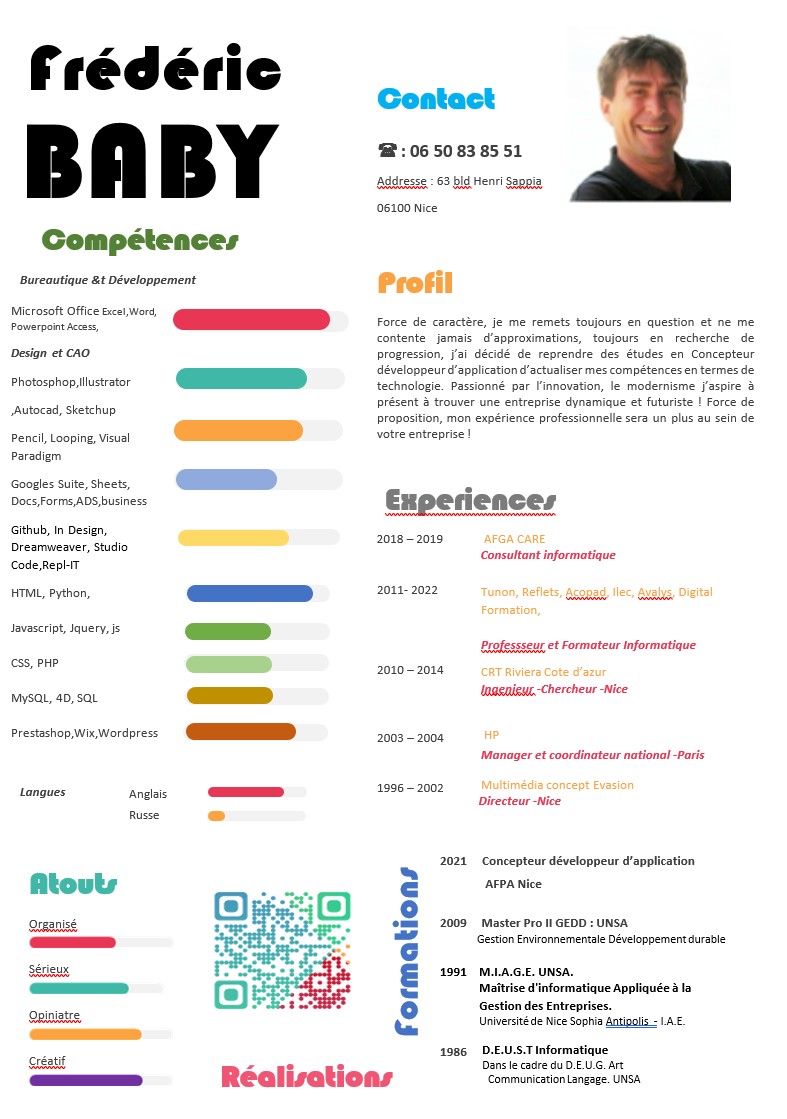 Frédéric
BABY
Contact
☎ : 06 50 83 85 51
Addresse : 63 bld Henri Sappia
06100 Nice
Compétences
Bureautique &t Développement
Microsoft Office Excel,Word,
Powerpoint Access,
Design et CAO
Photosphop,Illustrator
,Autocad, Sketchup
Pencil, Looping, Visual
Paradigm
Googles Suite, Sheets,
Docs,Forms,ADS,business
Github, In Design,
Dreamweaver, Studio
Code,Repl-IT
HTML, Python,
Javascript, Jquery, js
CSS, PHP
MySQL, 4D, SQL
Prestashop,Wix,Wordpress
Langues
Anglais
Russe
Profil
Force de caractère, je me remets toujours en question et ne me
contente jamais d’approximations, toujours en recherche de
progression, j’ai décidé de reprendre des études en Concepteur
développeur d’application d’actualiser mes compétences en termes de
technologie. Passionné par l’innovation, le modernisme j’aspire à
présent à trouver une entreprise dynamique et futuriste ! Force de
proposition, mon expérience professionnelle sera un plus au sein de
votre entreprise !
Experiences
2018 – 2019 AFGA CARE
Consultant informatique
2011- 2022 Tunon, Reflets, Acopad, Ilec, Avalys, Digital
Formation,
Professseur et Formateur Informatique
2010 – 2014 CRT Riviera Cote d’azur
Ingenieur -Chercheur -Nice
2003 – 2004 HP
Manager et coordinateur national -Paris
1996 – 2002 Multimédia concept Evasion
Directeur -Nice
Atouts
Organisé
Sérieux
Opiniatre
Créatif
Réalisations
Formations
2021 Concepteur développeur d’application
AFPA Nice
2009 Master Pro II GEDD : UNSA
Gestion Environnementale Développement durable
1991 M.I.A.G.E. UNSA.
Maîtrise d'informatique Appliquée à la
Gestion des Entreprises.
Université de Nice Sophia Antipolis - I.A.E.
1986 D.E.U.S.T Informatique
Dans le cadre du D.E.U.G. Art
Communication Langage. UNSA